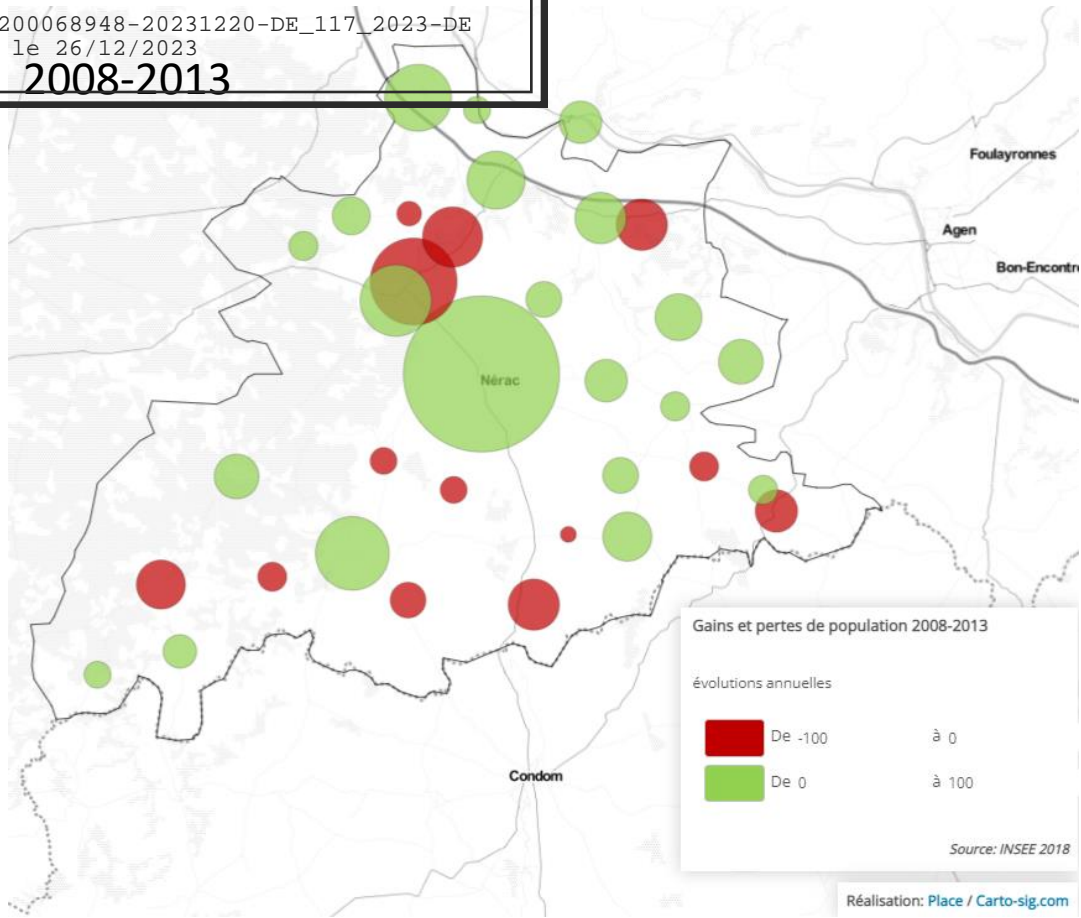 200068948-20231220-DE_117_2023-DE
le 26/12/2023
2008-2013
Foulayronnes
Agen
Bon-Encontre
Nérac
Condom
Gains et pertes de population 2008-2013
évolutions annuelles
De -100 à 0
De 0 à 100
Source: INSEE 2018
Réalisation: Place / Carto-sig.com